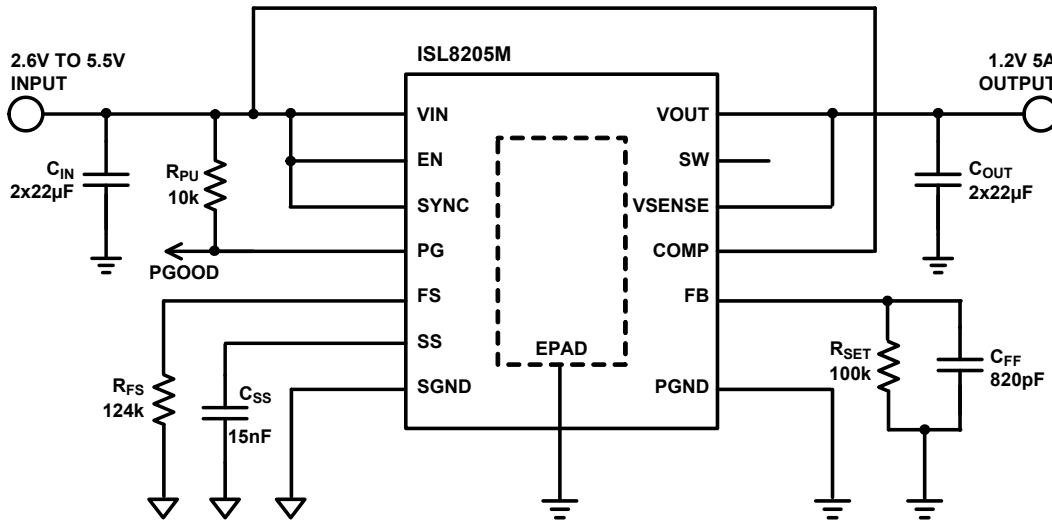 ISL8205M
2.6V TO 5.5V
INPUT
1.2V 5A
OUTPUT
VIN
VOUT
EN
SW
C_IN
2x22µF
R_PU
10k
C_OUT
2x22µF
SYNC
VSENSE
PG
COMP
PGOOD
FS
FB
SS
EPAD
R_SET
100k
C_FF
820pF
R_FS
124k
C_SS
15nF
SGND
PGND